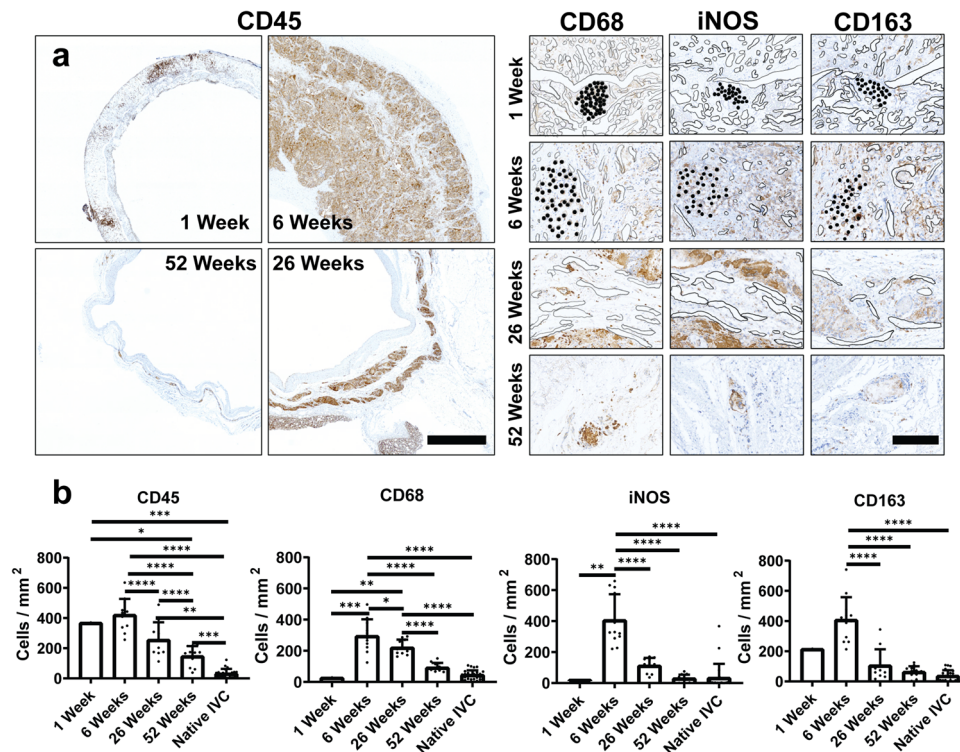 CD45
CD68 iNOS CD163
a
1 Week
6 Weeks
52 Weeks
26 Weeks
1 Week
6 Weeks
26 Weeks
52 Weeks
b
CD45
Cells / mm²
800
600
400
200
0
***
*
****
****
**** ****
**
***
1 Week
6 Weeks
26 Weeks
52 Weeks
Native IVC
CD68
Cells / mm²
800
600
400
200
0
****
****
**
*** * ****
****
1 Week
6 Weeks
26 Weeks
52 Weeks
Native IVC
iNOS
Cells / mm²
800
600
400
200
0
****
****
** ****
1 Week
6 Weeks
26 Weeks
52 Weeks
Native IVC
CD163
Cells / mm²
800
600
400
200
0
****
****
****
1 Week
6 Weeks
26 Weeks
52 Weeks
Native IVC